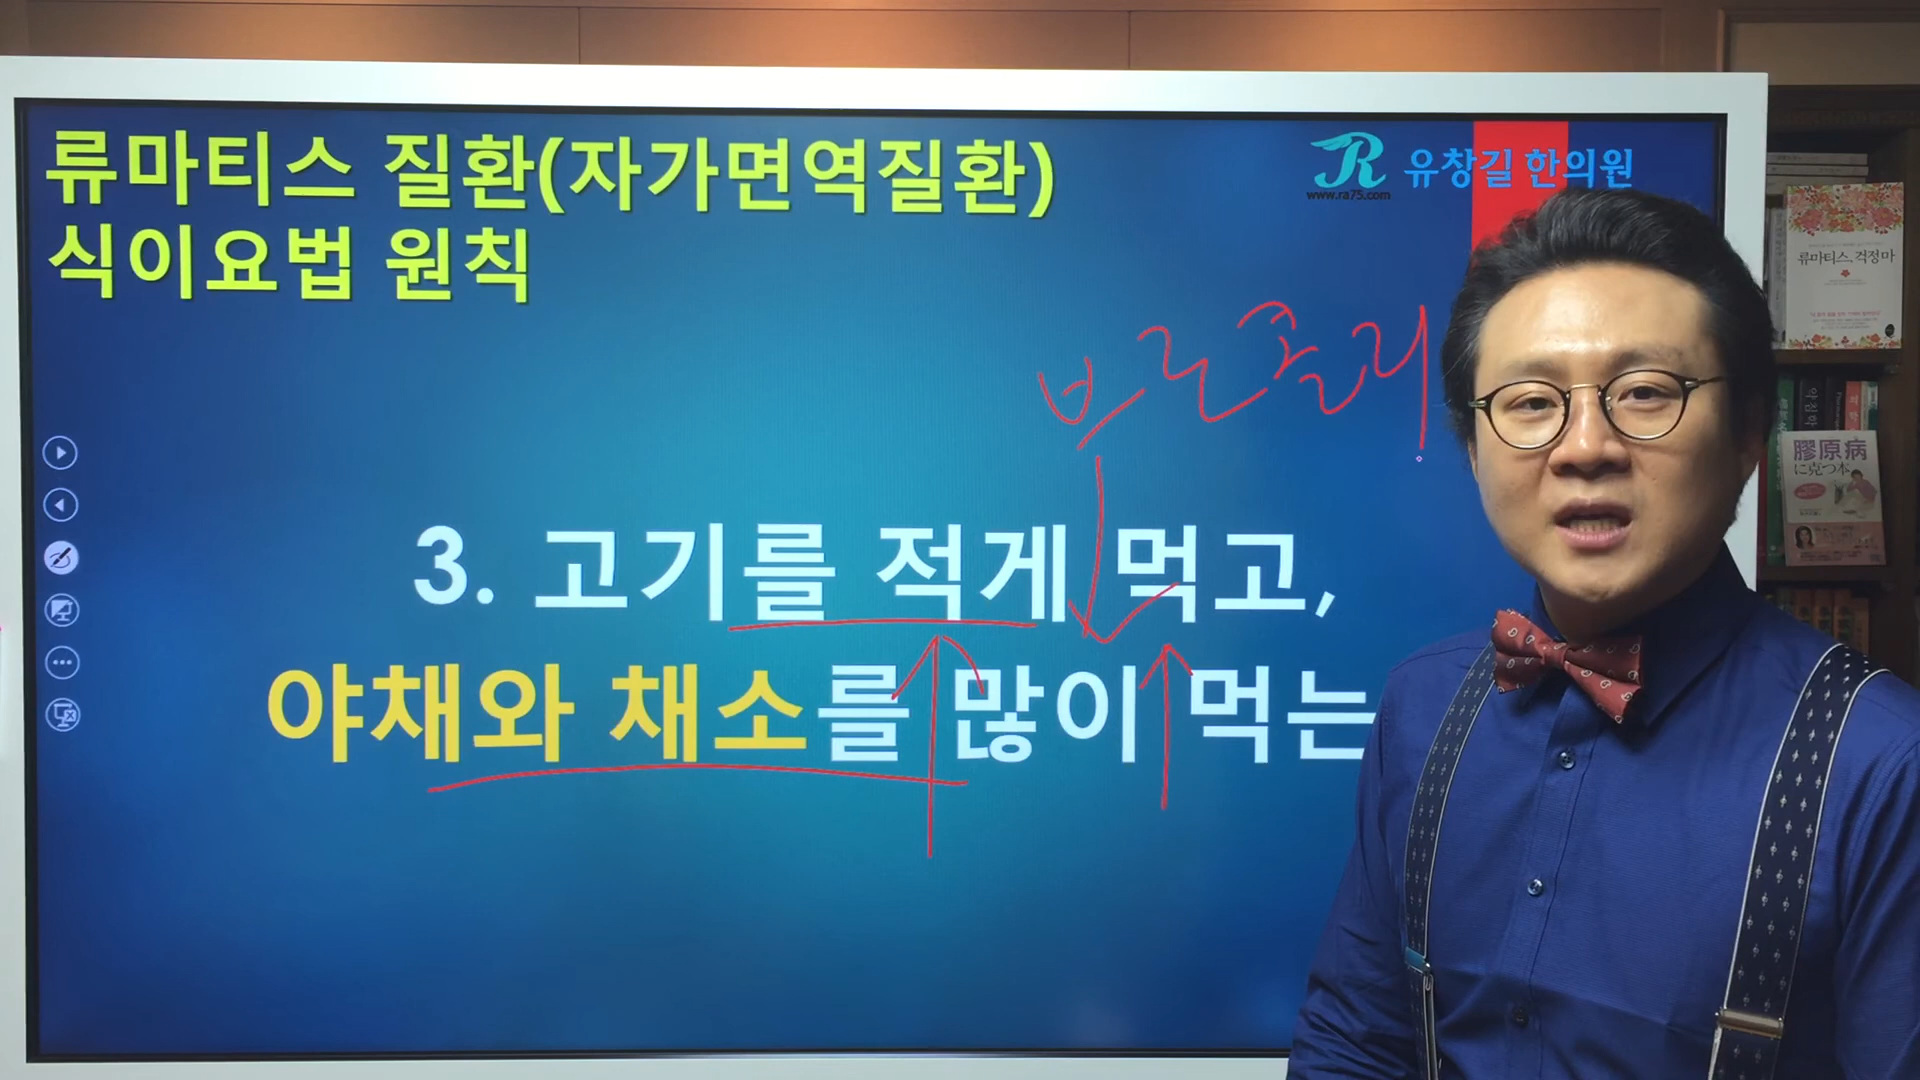 류마티스 질환(자가면역질환)
식이요법 원칙
R 유창길 한의원
www.ra75.com
브로콜리
3. 고기를 적게 먹고,
야채와 채소를 많이 먹는
류마티스, 걱정마
膠原病
に克つ本